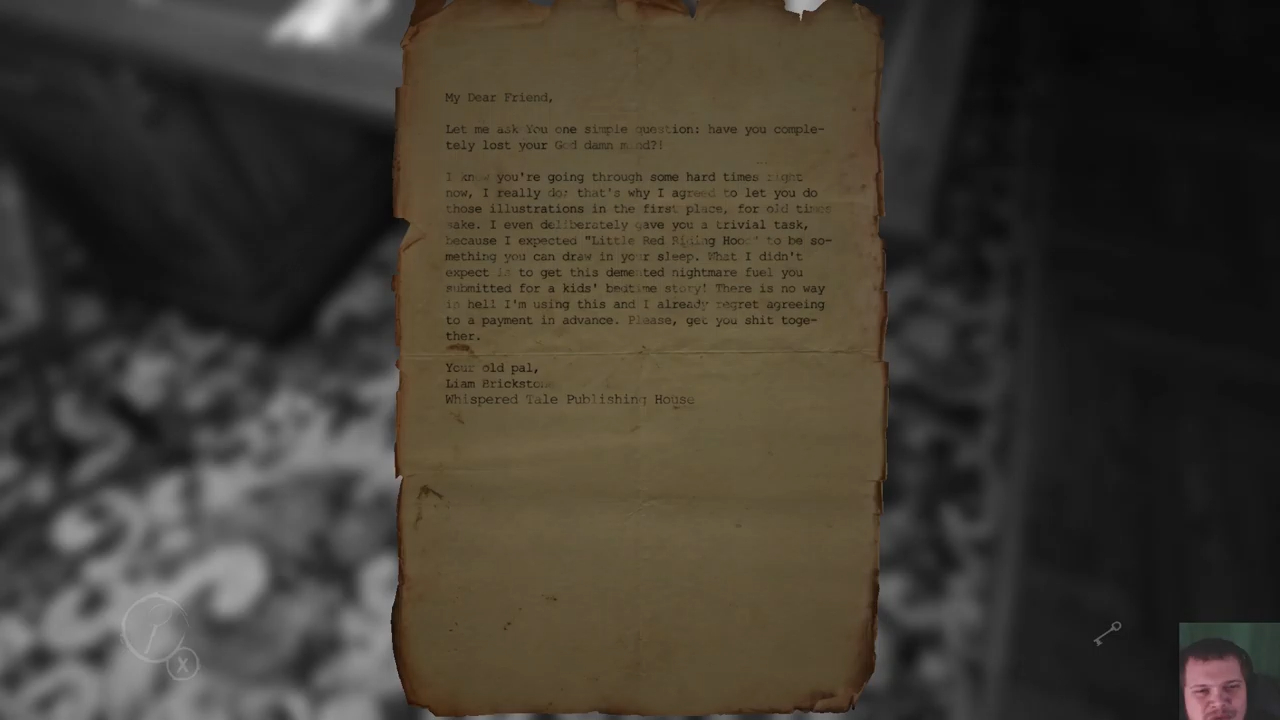 My Dear Friend,
Let me ask You one simple question: have you comple-
tely lost your God damn mind?!
I know you're going through some hard times right
now, I really do: that's why I agreed to let you do
those illustrations in the first place, for old times
sake. I even deliberately gave you a trivial task,
because I expected "Little Red Riding Hood" to be so-
mething you can draw in your sleep. What I didn't
expect is to get this demented nightmare fuel you
submitted for a kids' bedtime story! There is no way
in hell I'm using this and I already regret agreeing
to a payment in advance. Please, get you shit toge-
ther.
Your old pal,
Liam Brickstone
Whispered Tale Publishing House
X